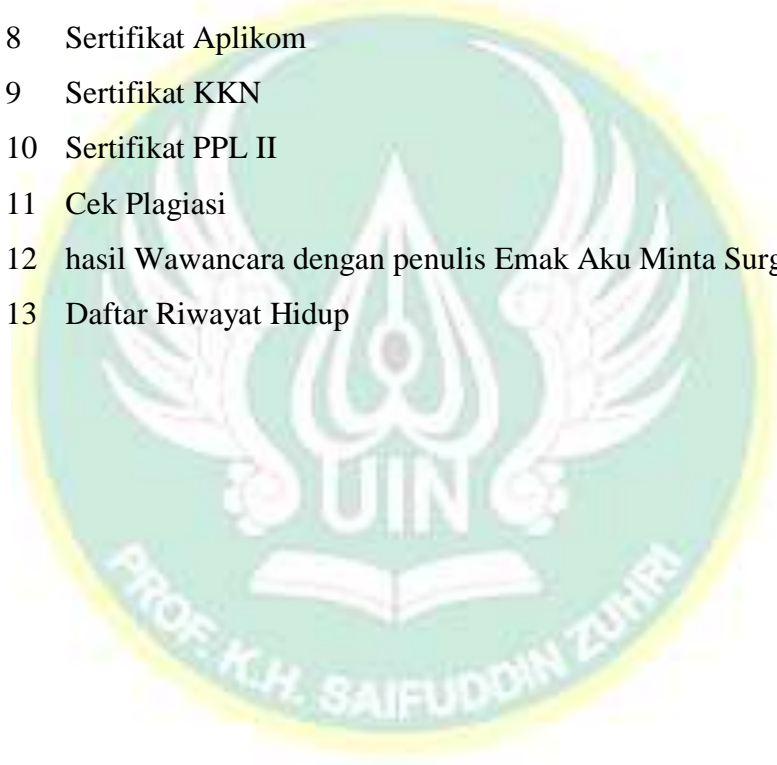 8 Sertifikat Aplikom
9 Sertifikat KKN
10 Sertifikat PPL II
11 Cek Plagiasi
12 hasil Wawancara dengan penulis Emak Aku Minta
13 Daftar Riwayat Hidup
UIN
PROF. K.H. SAIFUDDIN ZUHRI